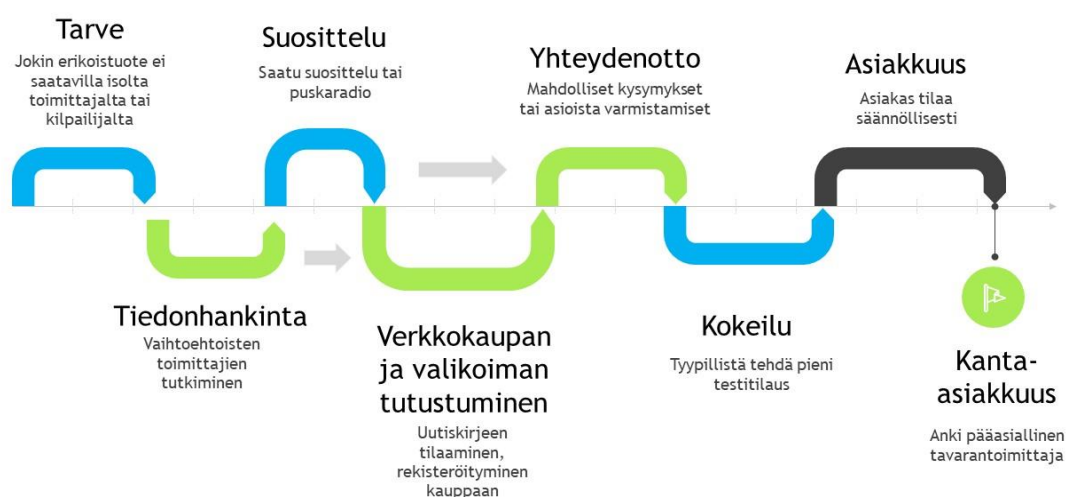 Tarve
Jokin erikoistuote ei
saatavilla isolta
toimittajalta tai
kilpailijalta
Tiedonhankinta
Vaihtoehtoisten
toimittajien
tutkiminen
Suosittelu
Saatu suosittelu tai
puskaradio
Verkkokaupan
ja valikoiman
tutustuminen
Uutiskirjeen
tilaaminen,
rekisteröityminen
kauppaan
Yhteydenotto
Mahdolliset kysymykset
tai asioista varmistamiset
Kokeilu
Tyypillistä tehdä pieni
testitilaus
Asiakkuus
Asiakas tilaa
säännöllisesti
Kanta-
asiakkuus
Anki pääasiallinen
tavarantoimittaja